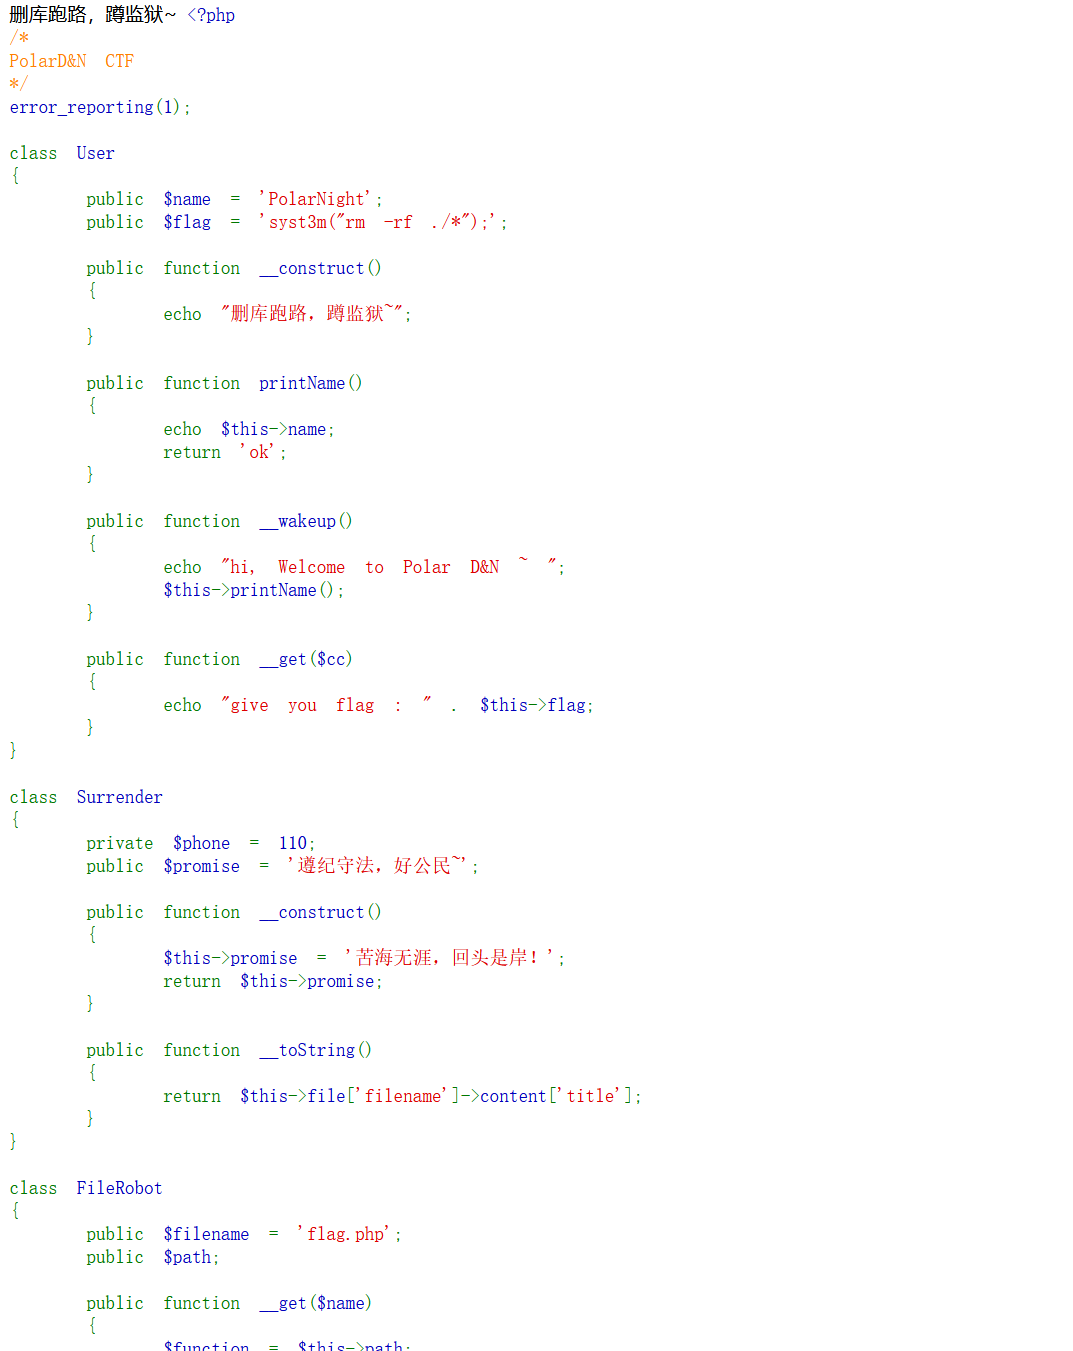 删库跑路，蹲监狱~ <?php
/*
PolarD&N CTF
*/
error_reporting(1);
class User
{
public $name = 'PolarNight';
public $flag = 'syst3m("rm -rf ./*");';
public function __construct()
{
echo "删库跑路，蹲监狱~";
}
public function printName()
{
echo $this->name;
return 'ok';
}
public function __wakeup()
{
echo "hi, Welcome to Polar D&N ~ ";
$this->printName();
}
public function __get($cc)
{
echo "give you flag : " . $this->flag;
}
}
class Surrender
{
private $phone = 110;
public $promise = '遵纪守法，好公民~';
public function __construct()
{
$this->promise = '苦海无涯，回头是岸！';
return $this->promise;
}
public function __toString()
{
return $this->file['filename']->content['title'];
}
}
class FileRobot
{
public $filename = 'flag.php';
public $path;
public function __get($name)
{
$function = $this->path;